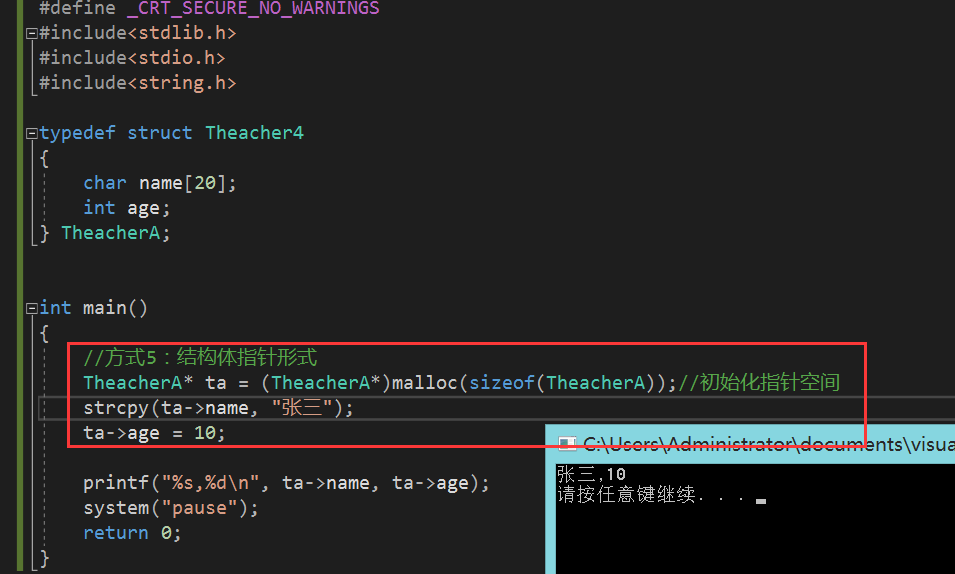 #define _CRT_SECURE_NO_WARNINGS
#include<stdlib.h>
#include<stdio.h>
#include<string.h>
typedef struct Theacher4
{
char name[20];
int age;
} TheacherA;
int main()
{
//方式5：结构体指针形式
TheacherA* ta = (TheacherA*)malloc(sizeof(TheacherA));//初始化指针空间
strcpy(ta->name, "张三");
ta->age = 10;
printf("%s,%d\n", ta->name, ta->age);
system("pause");
return 0;
}
C:\Users\Administrator\documents\visua
张三,10
请按任意键继续. . .